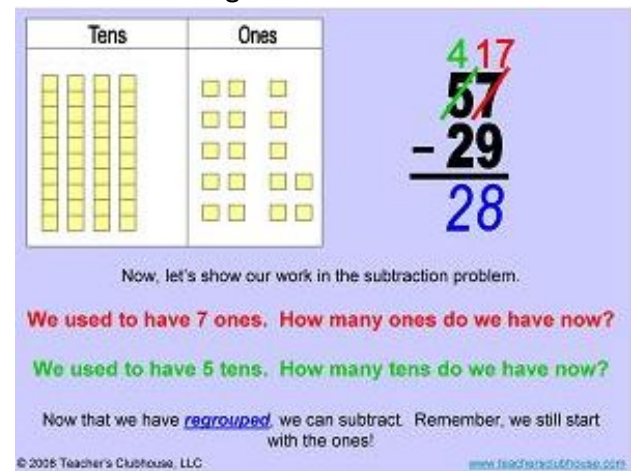 Tens Ones
4 17
57
- 29
28
Now, let's show our work in the subtraction problem.
We used to have 7 ones. How many ones do we have now?
We used to have 5 tens. How many tens do we have now?
Now that we have regrouped, we can subtract. Remember, we still start
with the ones!
© 2008 Teacher's Clubhouse, LLC www.teachersclubhouse.com